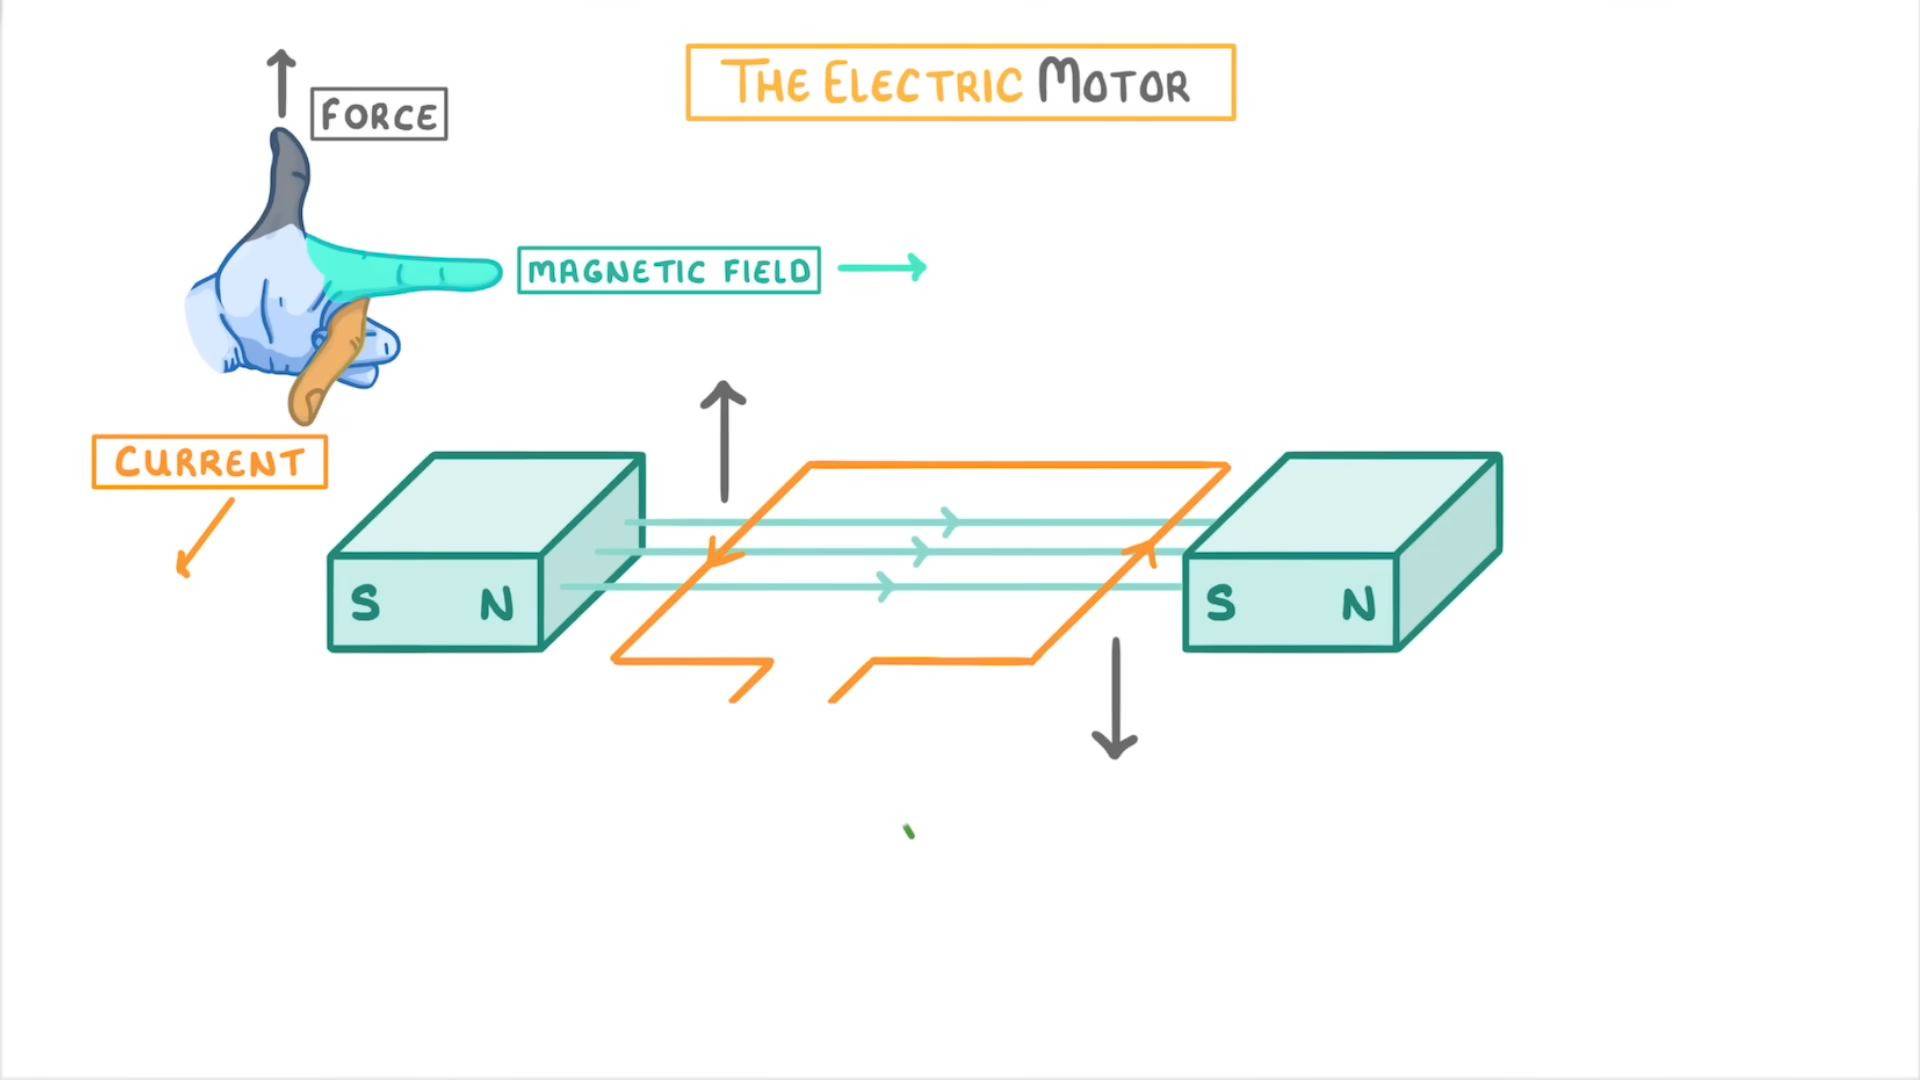 THE ELECTRIC MOTOR
FORCE
MAGNETIC FIELD
CURRENT
S N
S N